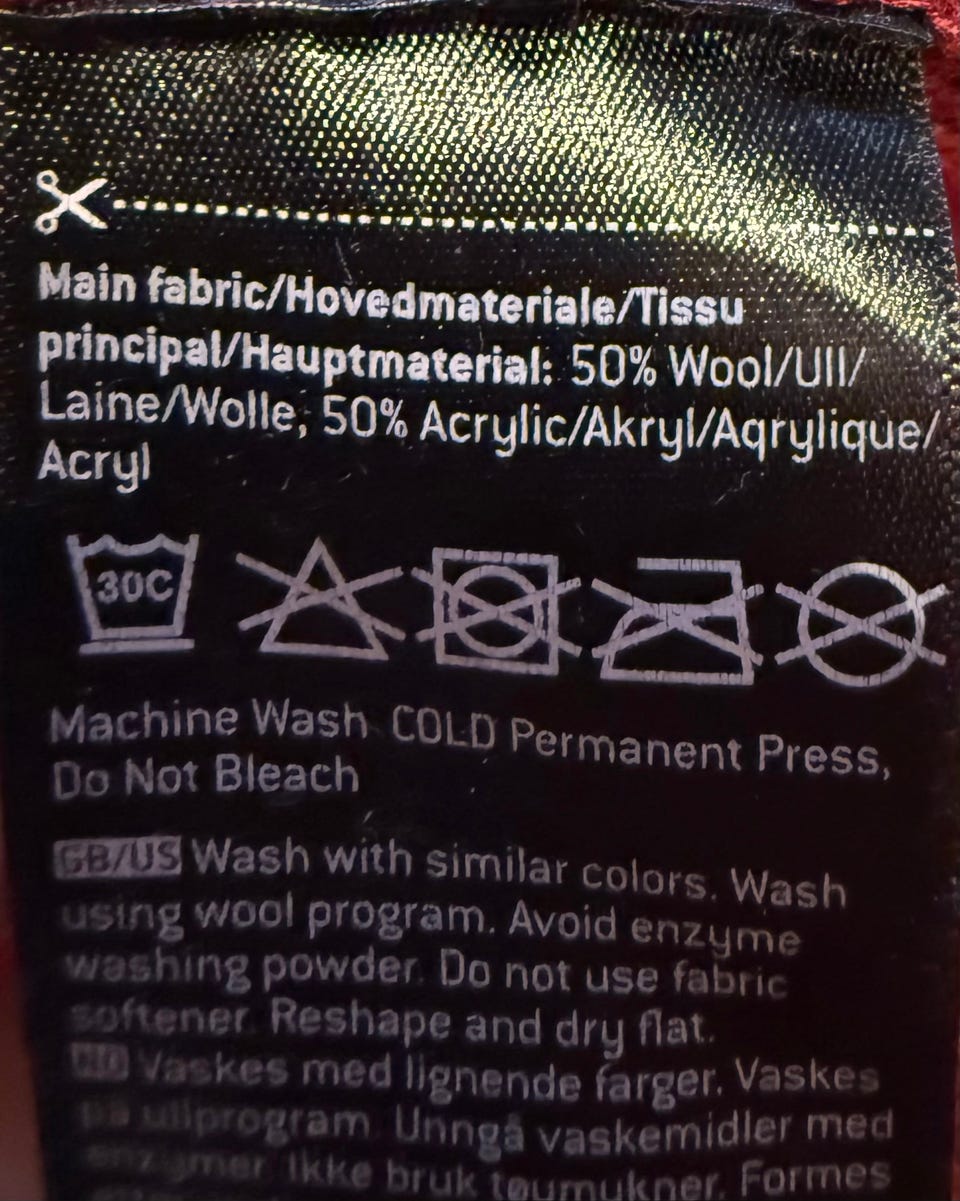 Main fabric/Hovedmateriale/Tissu
principal/Hauptmaterial: 50% Wool/Ull/
Laine/Wolle, 50% Acrylic/Akryl/Aqrylique/
Acryl
30C
Machine Wash COLD Permanent Press,
Do Not Bleach
GB/US Wash with similar colors. Wash
using wool program. Avoid enzyme
washing powder. Do not use fabric
softener. Reshape and dry flat.
NO Vaskes med lignende farger. Vaskes
på ullprogram. Unngå vaskemidler med
enzymer. Ikke bruk tøymykner. Formes